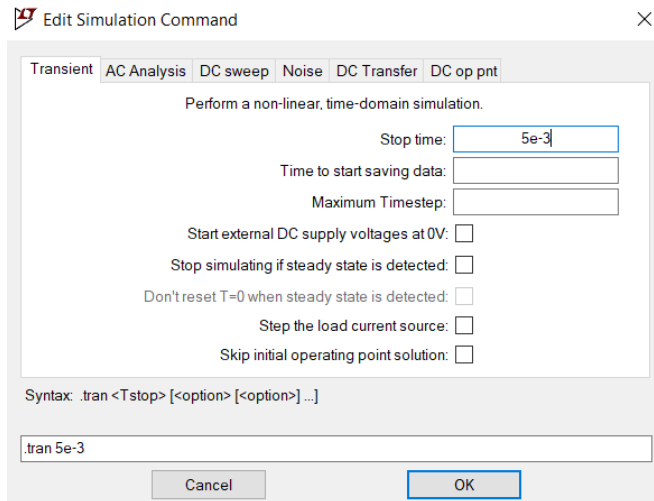 Edit Simulation Command
Transient AC Analysis DC sweep Noise DC Transfer DC op pnt
Perform a non-linear, time-domain simulation.
Stop time: 5e-3
Time to start saving data:
Maximum Timestep:
Start external DC supply voltages at 0V:
Stop simulating if steady state is detected:
Don't reset T=0 when steady state is detected:
Step the load current source:
Skip initial operating point solution:
Syntax: .tran <Tstop> [<option> [<option>] ...]
.tran 5e-3
Cancel OK